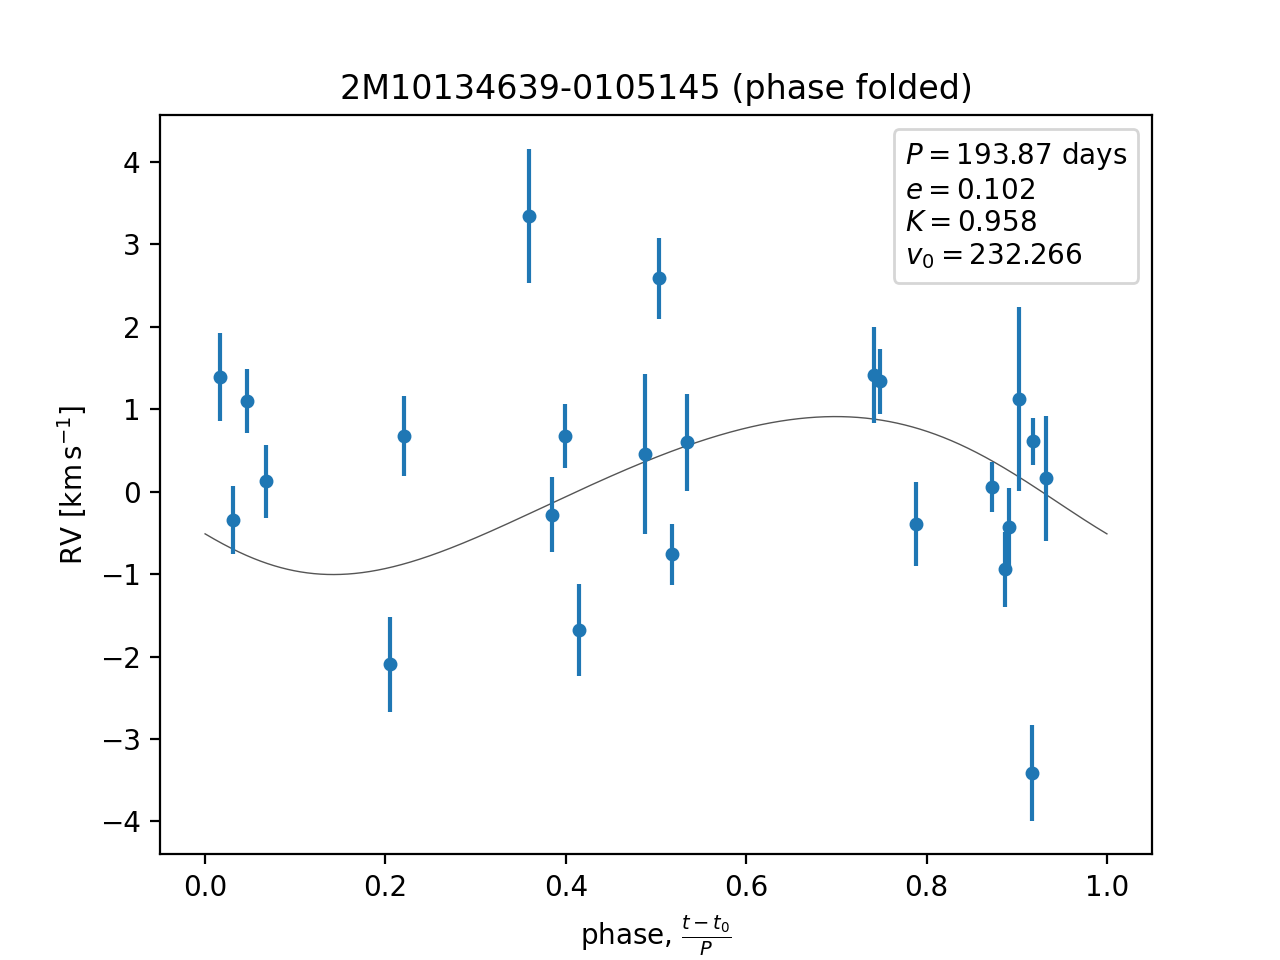 2M10134639-0105145 (phase folded)
P = 193.87 days
e = 0.102
K = 0.958
v₀ = 232.266
RV [km s⁻¹]
4
3
2
1
0
−1
−2
−3
−4
0.0 0.2 0.4 0.6 0.8 1.0
phase, (t − t₀)/P